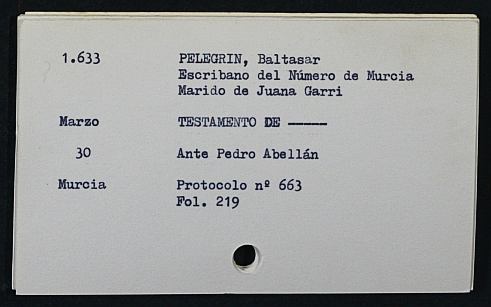 1.633 PELEGRIN, Baltasar
Escribano del Número de Murcia
Marido de Juana Garri
Marzo TESTAMENTO DE -----
30 Ante Pedro Abellán
Murcia Protocolo nº 663
Fol. 219